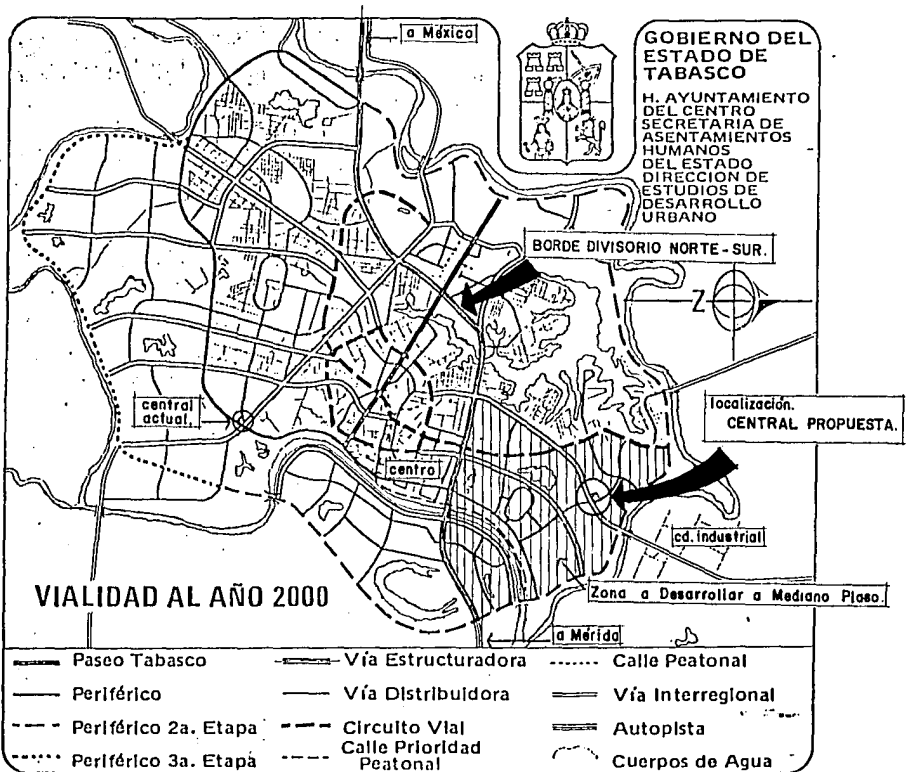 a México
GOBIERNO DEL
ESTADO DE
TABASCO
H. AYUNTAMIENTO
DEL CENTRO
SECRETARIA DE
ASENTAMIENTOS
HUMANOS
DEL ESTADO
DIRECCION DE
ESTUDIOS DE
DESARROLLO
URBANO
BORDE DIVISORIO NORTE-SUR.
Z
localización.
CENTRAL PROPUESTA.
central
actual.
centro
cd. industrial
Zona a Desarrollar a Mediano Plaso.
a Mérida
VIALIDAD AL AÑO 2000
Paseo Tabasco
Vía Estructuradora
Calle Peatonal
Periférico
Vía Distribuidora
Vía Interregional
Periférico 2a. Etapa
Circuito Vial
Autopista
Periférico 3a. Etapa
Calle Prioridad
Peatonal
Cuerpos de Agua